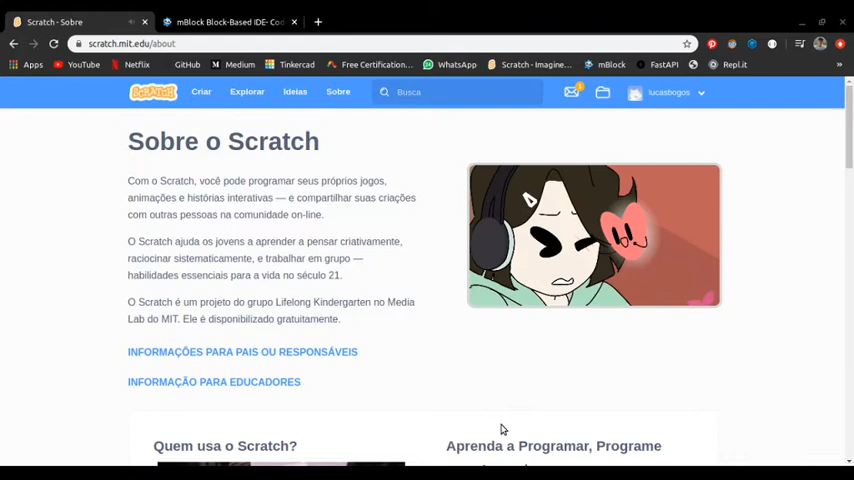 Scratch - Sobre
mBlock Block-Based IDE- Cod
scratch.mit.edu/about
Apps YouTube Netflix GitHub Medium Tinkercad Free Certification... WhatsApp Scratch - Imagine... mBlock FastAPI Repl.it »
SCRATCH Criar Explorar Ideias Sobre Busca 1 lucasbogos
Sobre o Scratch
Com o Scratch, você pode programar seus próprios jogos,
animações e histórias interativas — e compartilhar suas criações
com outras pessoas na comunidade on-line.
O Scratch ajuda os jovens a aprender a pensar criativamente,
raciocinar sistematicamente, e trabalhar em grupo —
habilidades essenciais para a vida no século 21.
O Scratch é um projeto do grupo Lifelong Kindergarten no Media
Lab do MIT. Ele é disponibilizado gratuitamente.
INFORMAÇÕES PARA PAIS OU RESPONSÁVEIS
INFORMAÇÃO PARA EDUCADORES
Quem usa o Scratch?
Aprenda a Programar, Programe